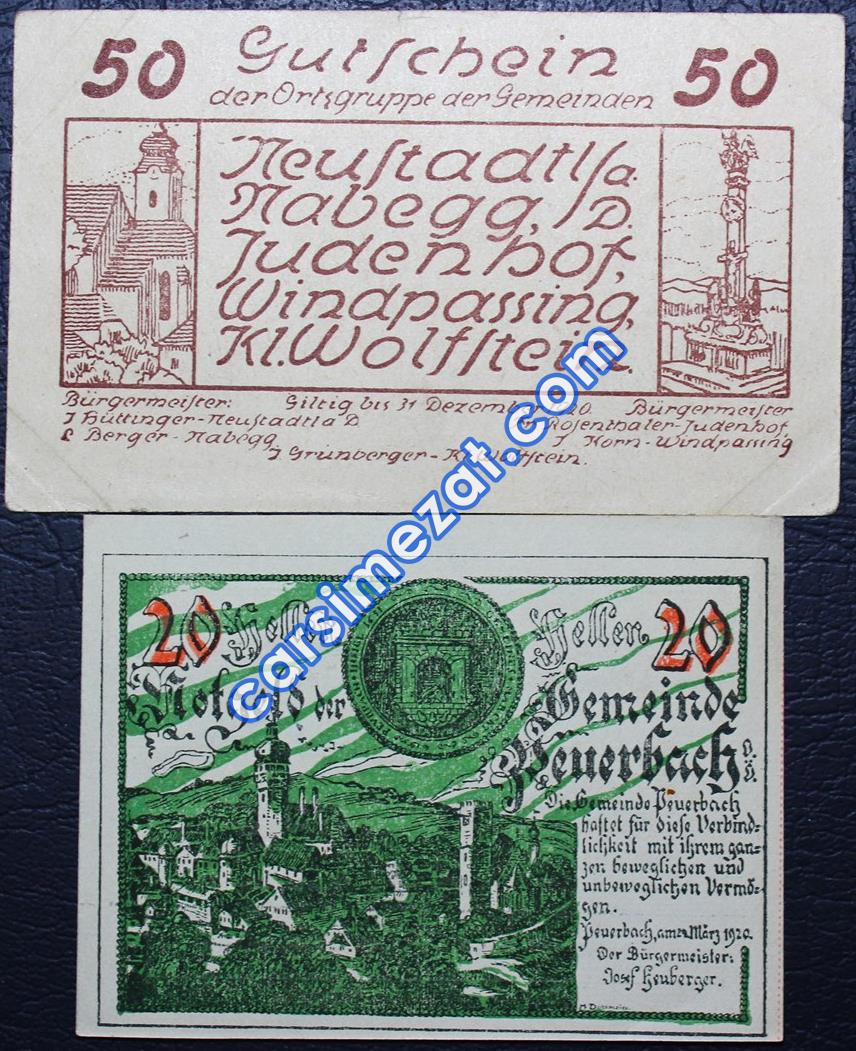 50 Gutschein 50
der Ortsgruppe der Gemeinden
Neustadtl a. D.
Nabegg,
Judenhof,
Windpassing,
Kl. Wolfstein.
Bürgermeister: Giltig bis 31 Dezember 1920. Bürgermeister
J Hüttinger-Neustadtl a D Rosenthaler-Judenhof
L Berger-Nabegg J Korn-Windpassing
J Grünberger-Kl. Wolfstein.
carsimezat.com
20 Heller Heller 20
Notgeld der Gemeinde
Peuerbach O.Ö.
Die Gemeinde Peuerbach
haftet für diese Verbind-
lichkeit mit ihrem gan-
zen beweglichen und
unbeweglichen Vermö-
gen.
Peuerbach, am März 1920.
Der Bürgermeister:
Josef Heuberger.